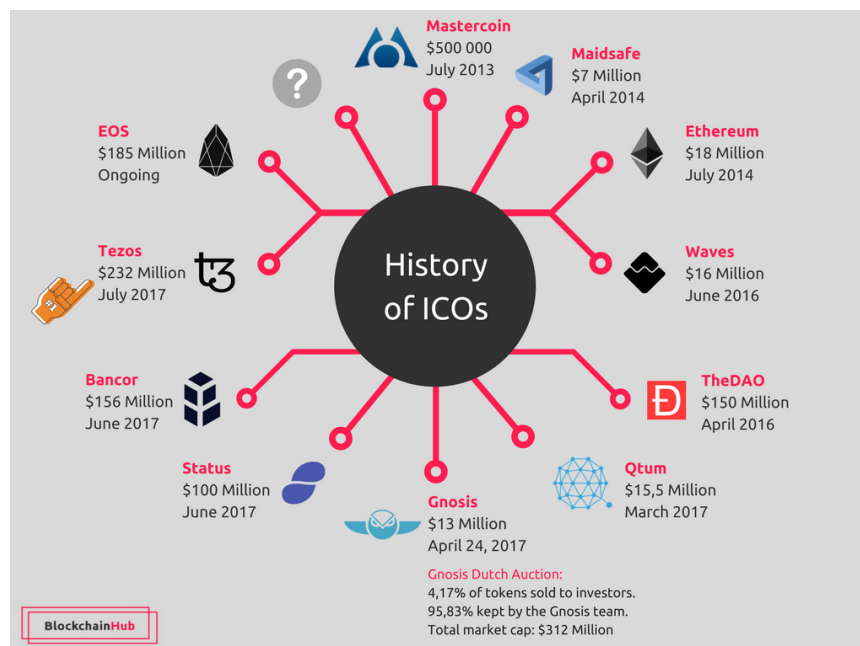 Mastercoin
$500 000
July 2013
Maidsafe
$7 Million
April 2014
Ethereum
$18 Million
July 2014
Waves
$16 Million
June 2016
TheDAO
$150 Million
April 2016
Qtum
$15,5 Million
March 2017
Gnosis
$13 Million
April 24, 2017
Gnosis Dutch Auction:
4,17% of tokens sold to investors.
95,83% kept by the Gnosis team.
Total market cap: $312 Million
Status
$100 Million
June 2017
Bancor
$156 Million
June 2017
Tezos
$232 Million
July 2017
#1
EOS
$185 Million
Ongoing
?
History
of ICOs
BlockchainHub